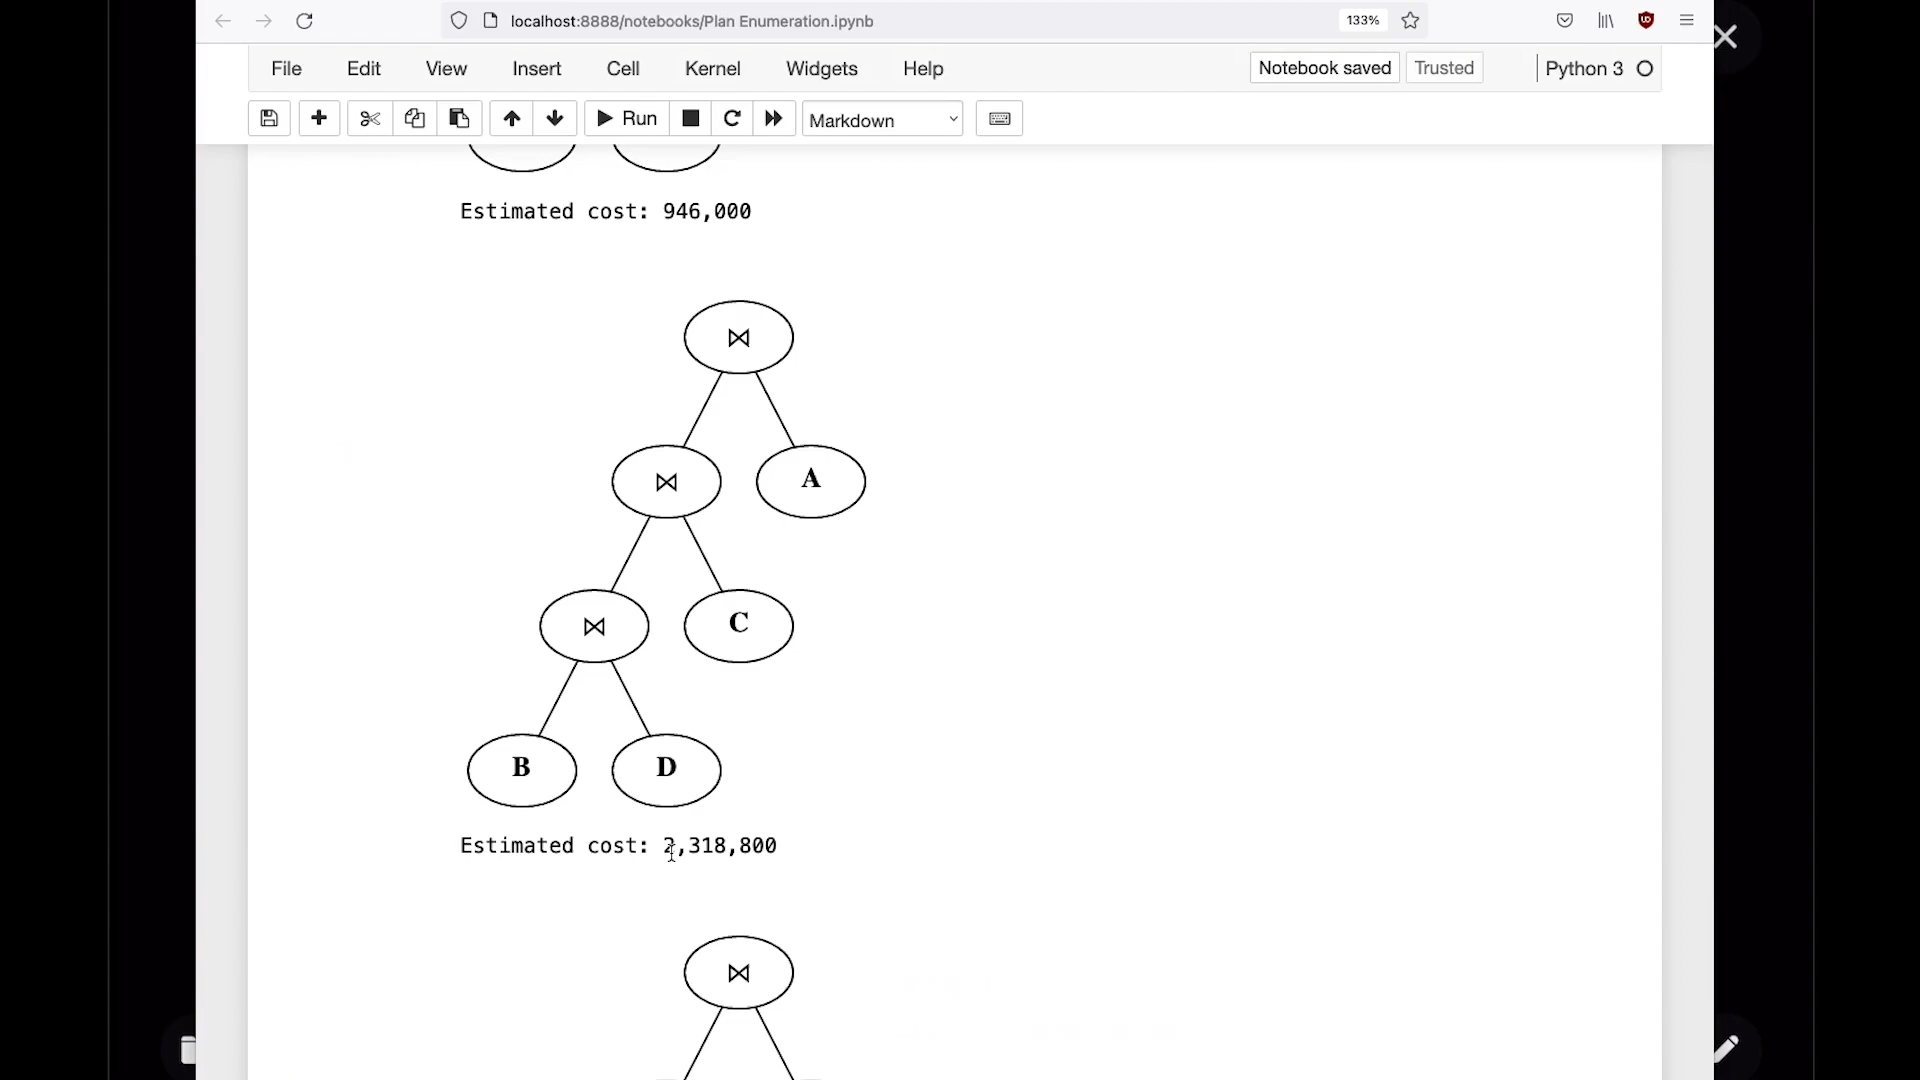 localhost:8888/notebooks/Plan Enumeration.ipynb 133%
File Edit View Insert Cell Kernel Widgets Help Notebook saved Trusted Python 3
Run Markdown
Estimated cost: 946,000
⋈
⋈ A
⋈ C
B D
Estimated cost: 2,318,800
⋈